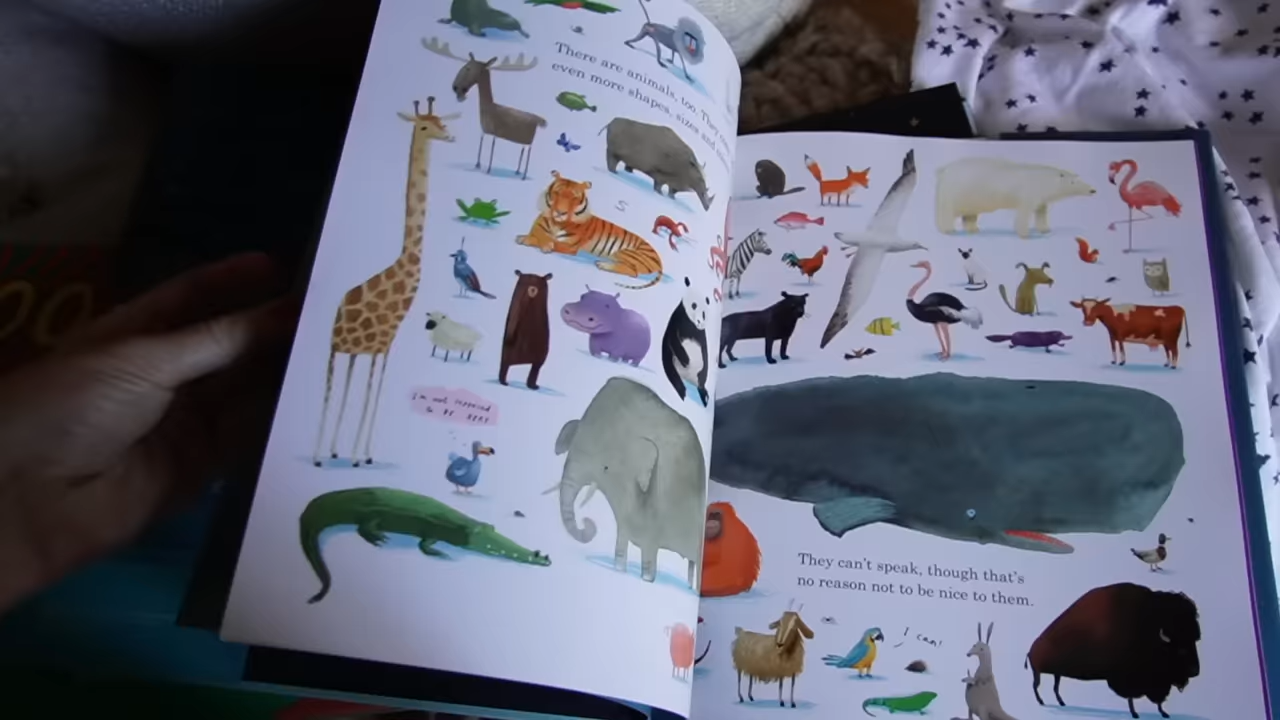 There are animals, too. They
even more shapes, sizes and
I'm not supposed
to be here
They can't speak, though that's
no reason not to be nice to them.
I can!